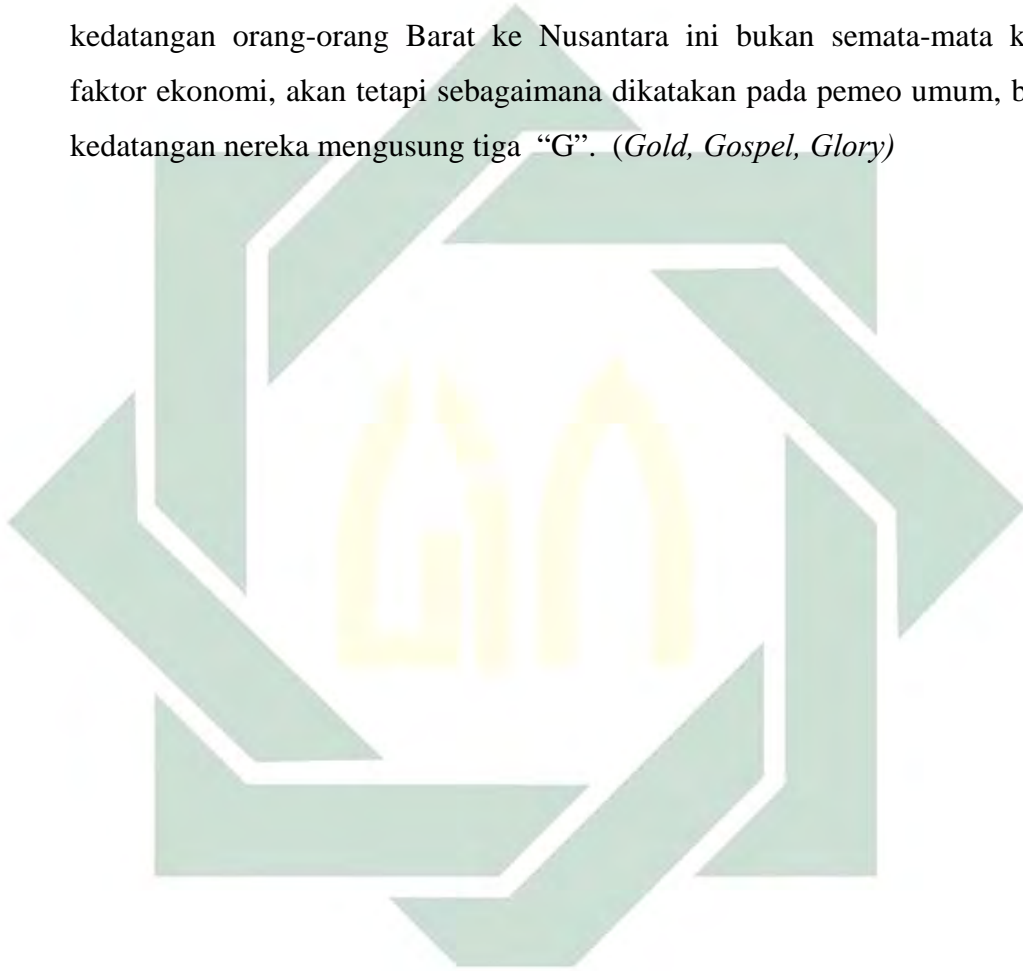 kedatangan orang-orang Barat ke Nusantara ini bukan semata-mata k
faktor ekonomi, akan tetapi sebagaimana dikatakan pada pemeo umum, b
kedatangan nereka mengusung tiga “G”. (Gold, Gospel, Glory)